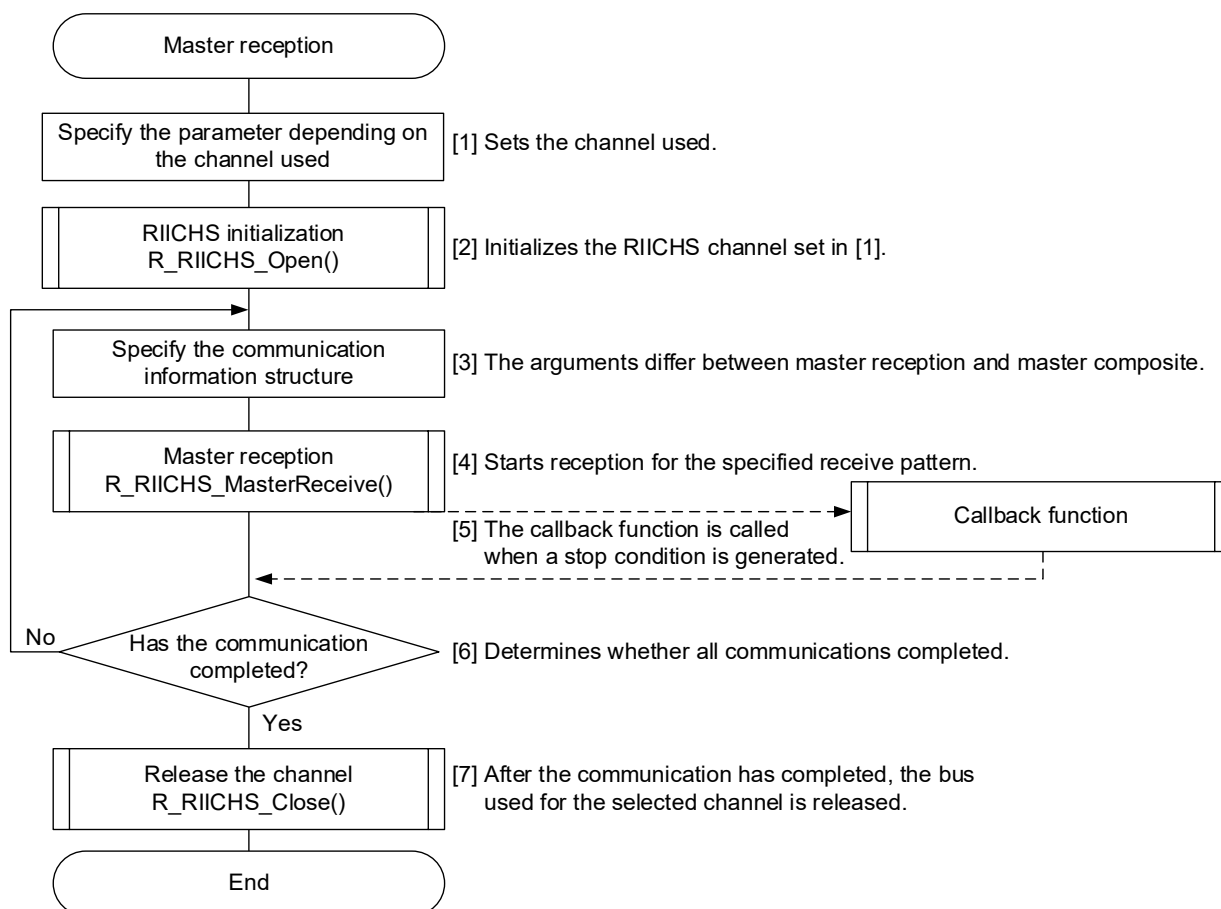 Master reception
Specify the parameter depending on
the channel used
[1] Sets the channel used.
RIICHS initialization
R_RIICHS_Open()
[2] Initializes the RIICHS channel set in [1].
Specify the communication
information structure
[3] The arguments differ between master reception and master composite.
Master reception
R_RIICHS_MasterReceive()
[4] Starts reception for the specified receive pattern.
Callback function
[5] The callback function is called
when a stop condition is generated.
No
Has the communication
completed?
[6] Determines whether all communications completed.
Yes
Release the channel
R_RIICHS_Close()
[7] After the communication has completed, the bus
used for the selected channel is released.
End